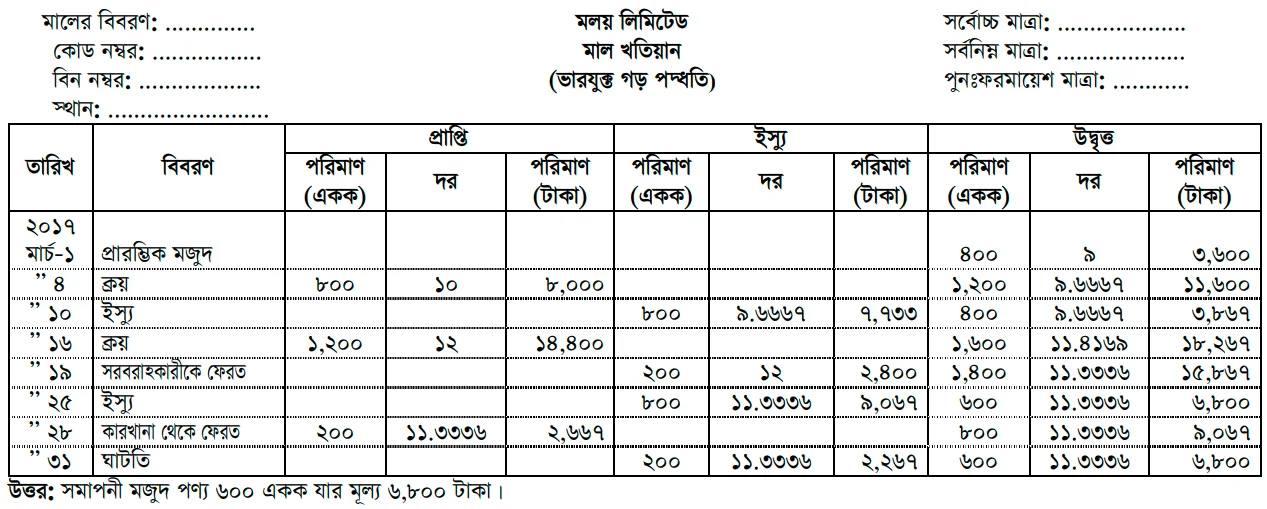 মালের বিবরণ: .............. মলয় লিমিটেড সর্বোচ্চ মাত্রা: ....................
কোড নম্বর: ................. মাল খতিয়ান সর্বনিম্ন মাত্রা: ....................
বিন নম্বর: ................... (ভারযুক্ত গড় পদ্ধতি) পুনঃফরমায়েশ মাত্রা: ............
স্থান: .........................
তারিখ বিবরণ প্রাপ্তি ইস্যু উদ্বৃত্ত
পরিমাণ (একক) দর পরিমাণ (টাকা) পরিমাণ (একক) দর পরিমাণ (টাকা) পরিমাণ (একক) দর পরিমাণ (টাকা)
২০১৭
মার্চ-১ প্রারম্ভিক মজুদ ৪০০ ৯ ৩,৬০০
” ৪ ক্রয় ৮০০ ১০ ৮,০০০ ১,২০০ ৯.৬৬৬৭ ১১,৬০০
” ১০ ইস্যু ৮০০ ৯.৬৬৬৭ ৭,৭৩৩ ৪০০ ৯.৬৬৬৭ ৩,৮৬৭
” ১৬ ক্রয় ১,২০০ ১২ ১৪,৪০০ ১,৬০০ ১১.৪১৬৯ ১৮,২৬৭
” ১৯ সরবরাহকারীকে ফেরত ২০০ ১২ ২,৪০০ ১,৪০০ ১১.৩৩৩৬ ১৫,৮৬৭
” ২৫ ইস্যু ৮০০ ১১.৩৩৩৬ ৯,০৬৭ ৬০০ ১১.৩৩৩৬ ৬,৮০০
” ২৮ কারখানা থেকে ফেরত ২০০ ১১.৩৩৩৬ ২,৬৬৭ ৮০০ ১১.৩৩৩৬ ৯,০৬৭
” ৩১ ঘাটতি ২০০ ১১.৩৩৩৬ ২,২৬৭ ৬০০ ১১.৩৩৩৬ ৬,৮০০
উত্তর: সমাপনী মজুদ পণ্য ৬০০ একক যার মূল্য ৬,৮০০ টাকা।